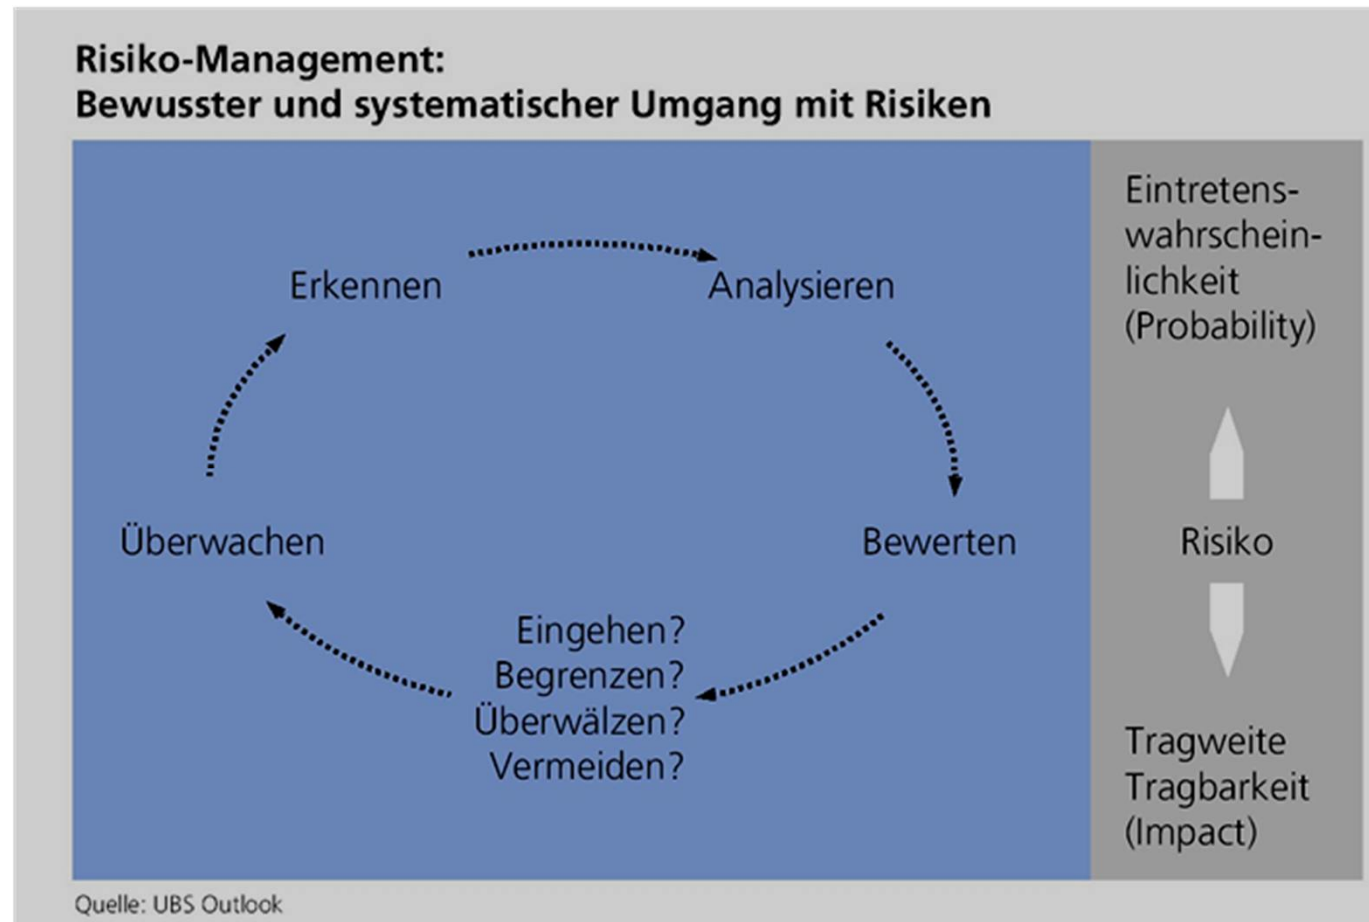 Risiko-Management:
Bewusster und systematischer Umgang mit Risiken
Erkennen
Analysieren
Bewerten
Eingehen?
Begrenzen?
Überwälzen?
Vermeiden?
Überwachen
Eintretens-
wahrschein-
lichkeit
(Probability)
Risiko
Tragweite
Tragbarkeit
(Impact)
Quelle: UBS Outlook